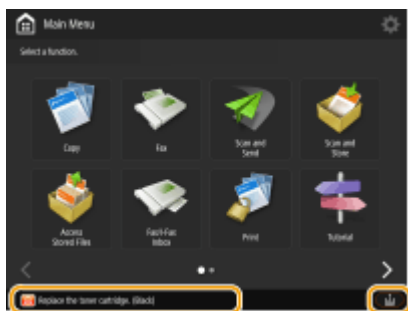 Main Menu
Select a function.
Copy
Fax
Scan and
Send
Scan and
Store
Access
Stored Files
Fax/I-Fax
Inbox
Print
Tutorial
Replace the toner cartridge. (Black)